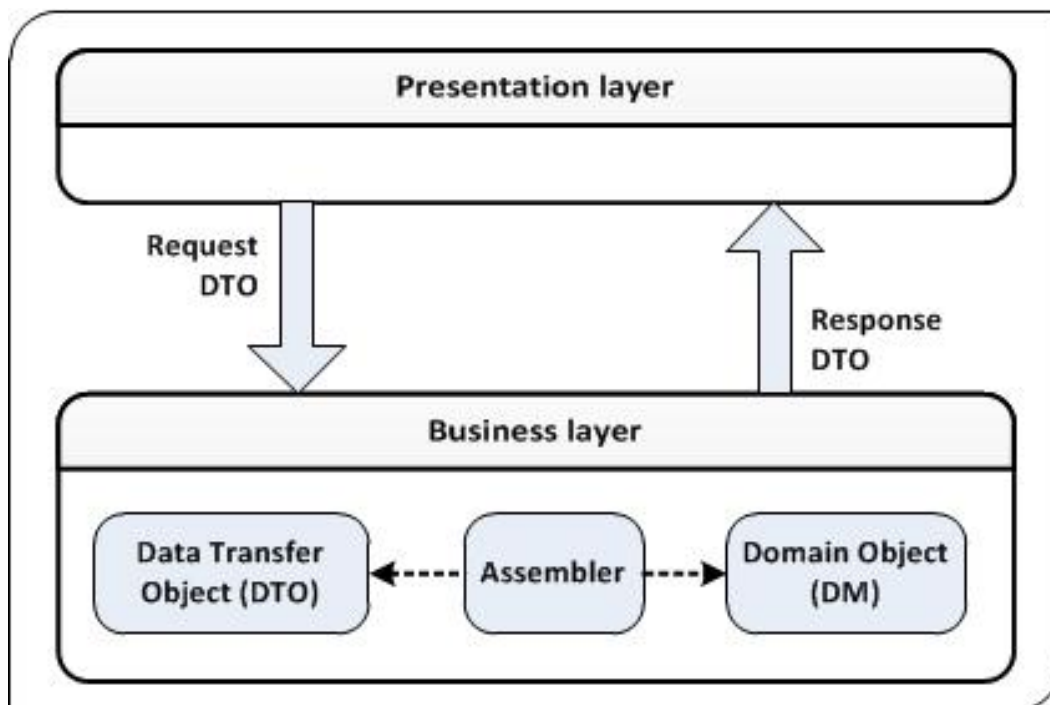 Presentation layer
Request
DTO
Response
DTO
Business layer
Data Transfer
Object (DTO)
Assembler
Domain Object
(DM)